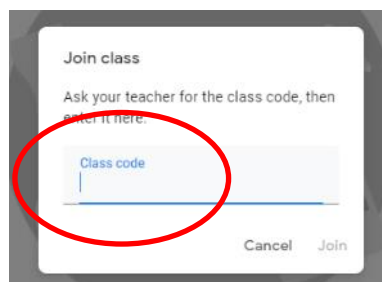 Join class
Ask your teacher for the class code, then
enter it here.
Class code
Cancel Join